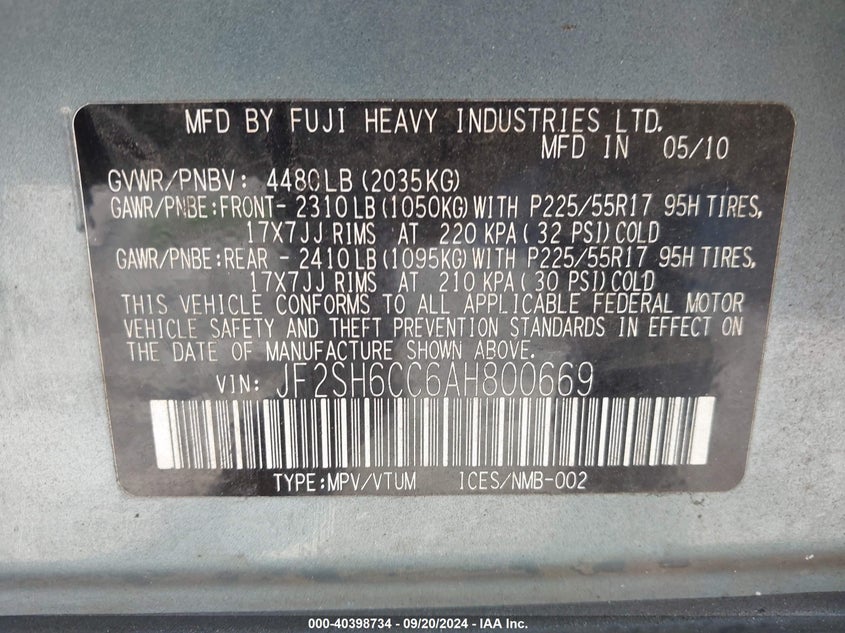 MFD BY FUJI HEAVY INDUSTRIES LTD.
MFD IN 05/10
GVWR/PNBV: 4480LB(2035KG)
GAWR/PNBE:FRONT- 2310LB(1050KG)WITH P225/55R17 95H TIRES,
17X7JJ RIMS AT 220 KPA(32 PSI)COLD
GAWR/PNBE:REAR - 2410LB(1095KG)WITH P225/55R17 95H TIRES,
17X7JJ RIMS AT 210 KPA(30 PSI)COLD
THIS VEHICLE CONFORMS TO ALL APPLICABLE FEDERAL MOTOR
VEHICLE SAFETY AND THEFT PREVENTION STANDARDS IN EFFECT ON
THE DATE OF MANUFACTURE SHOWN ABOVE.
VIN: JF2SH6CC6AH800669
TYPE:MPV/VTUM ICES/NMB-002
000-40398734 - 09/20/2024 - IAA Inc.